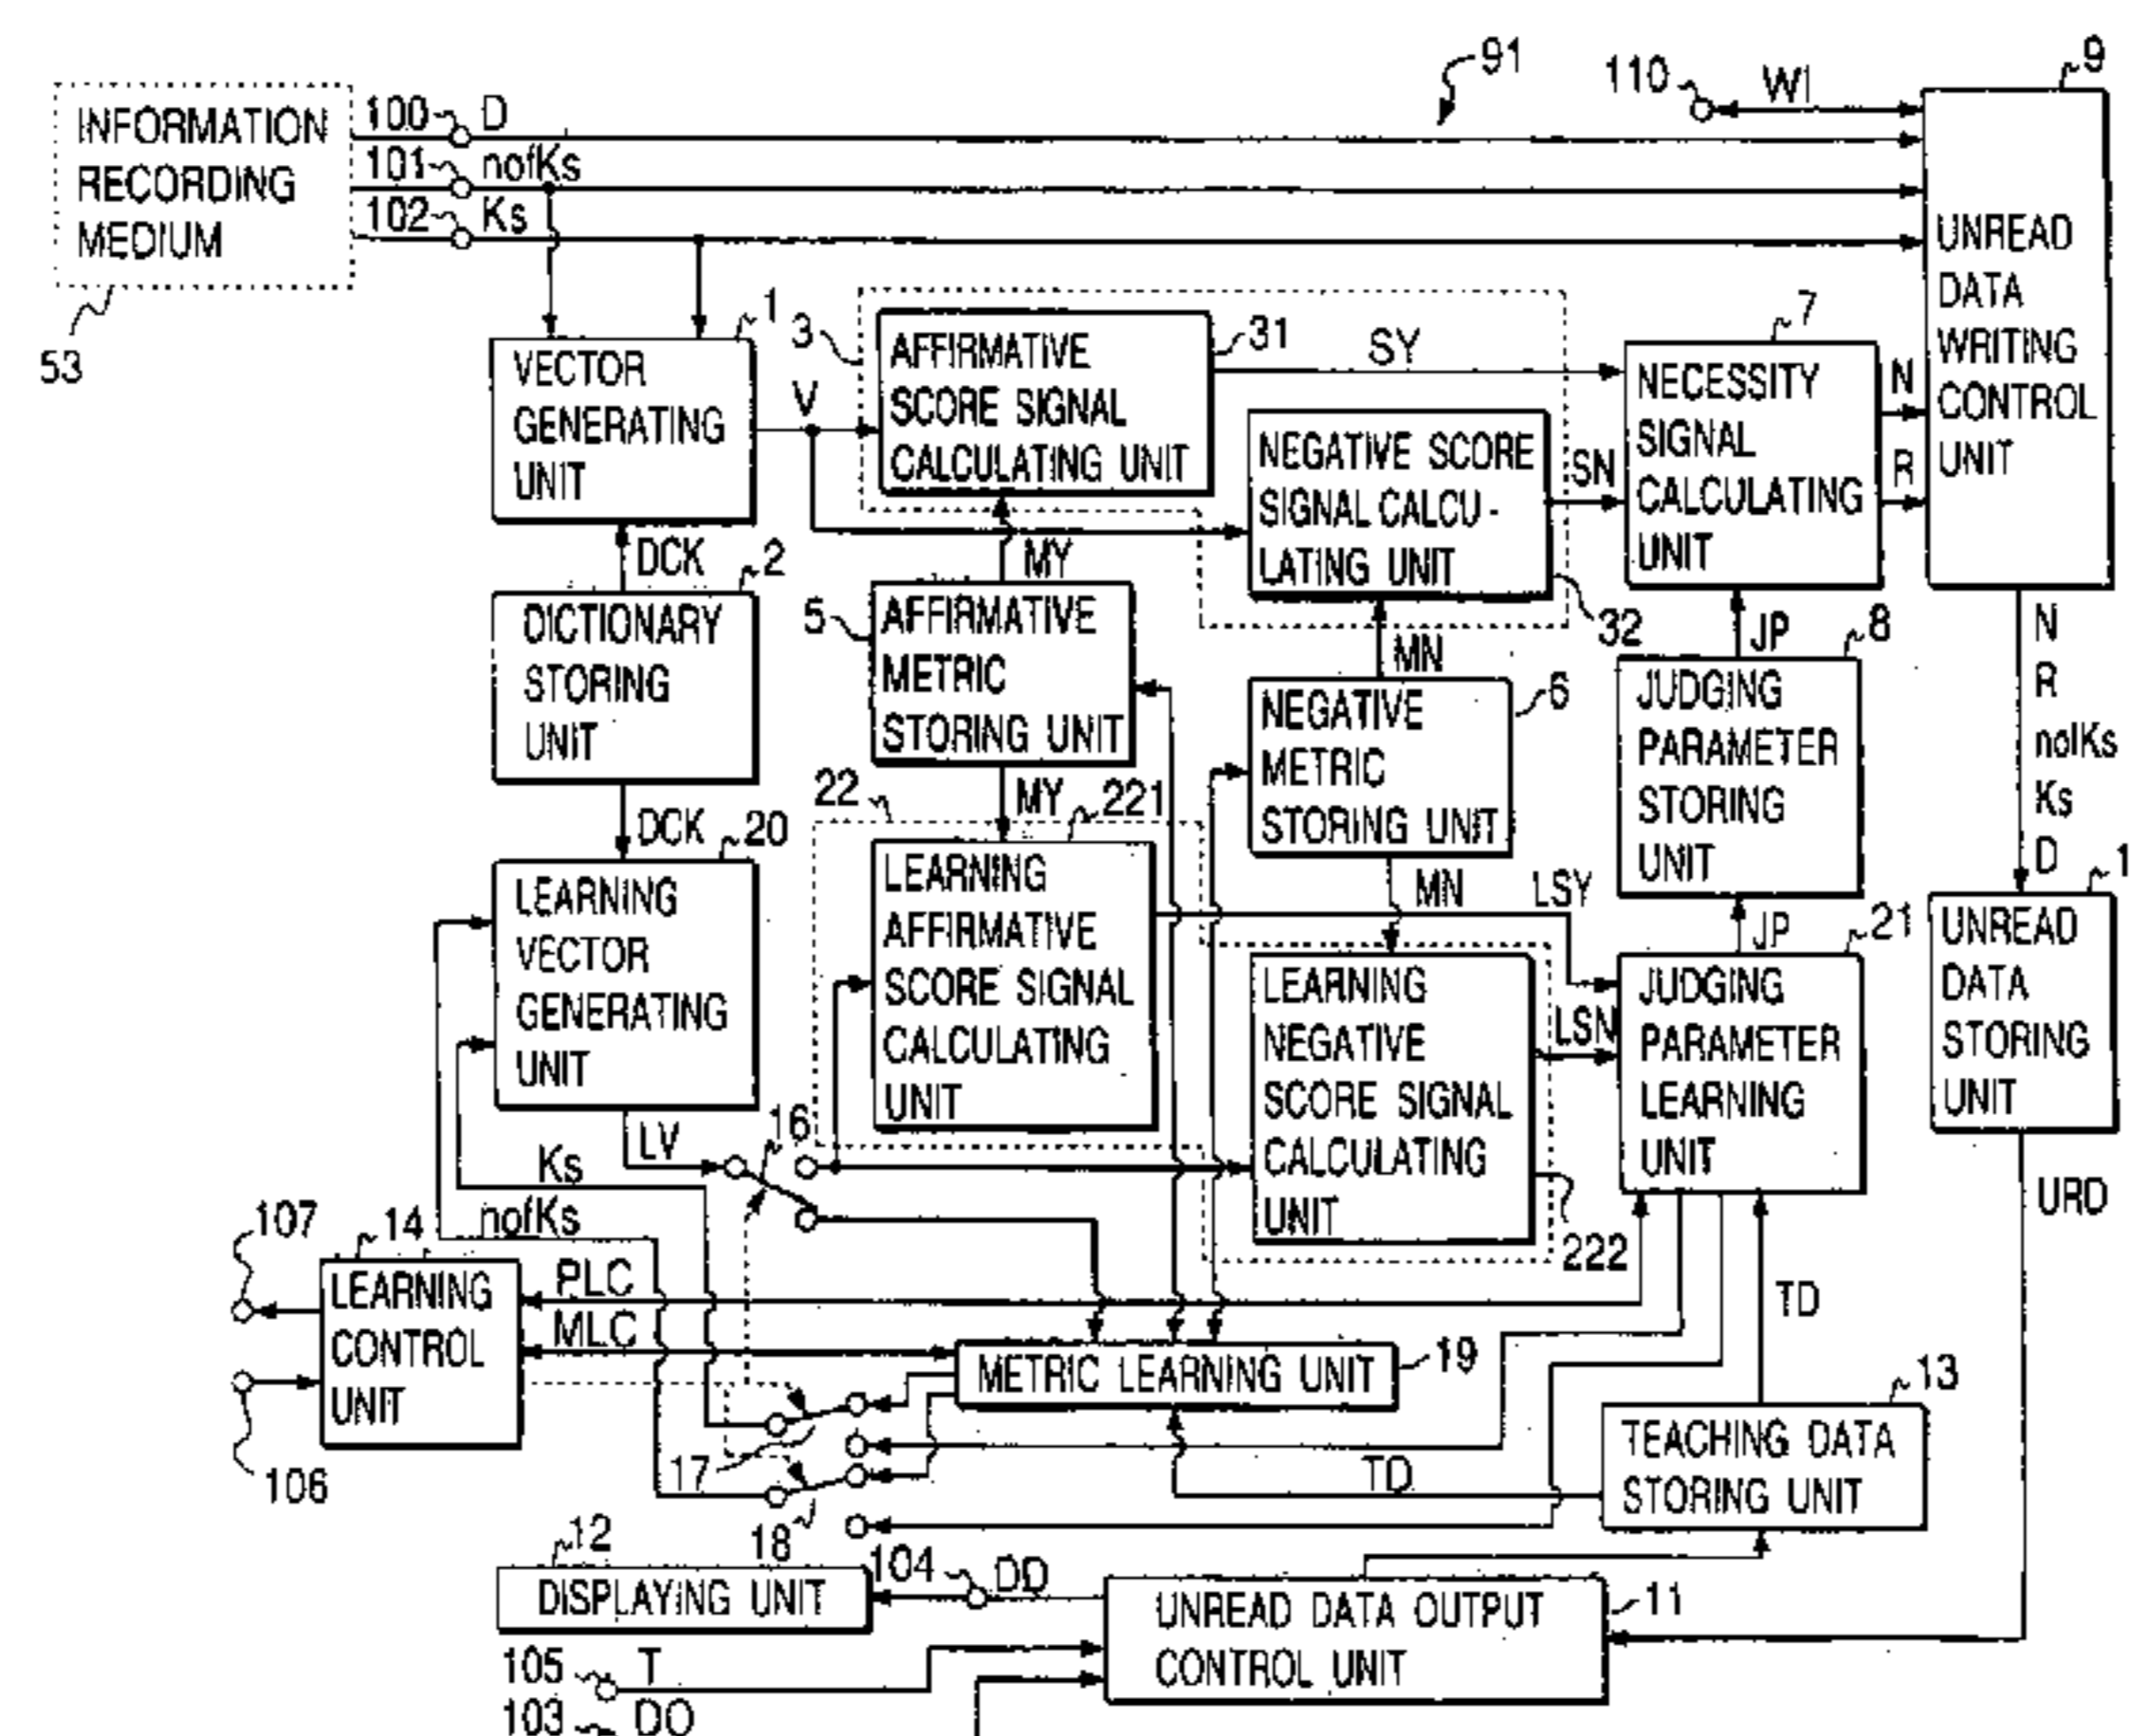 91
110
WI
9
INFORMATION
RECORDING
MEDIUM
53
100
D
101
nofKs
102
Ks
UNREAD
DATA
WRITING
CONTROL
UNIT
1
VECTOR
GENERATING
UNIT
V
3
AFFIRMATIVE
SCORE SIGNAL
CALCULATING UNIT
31
SY
NEGATIVE SCORE
SIGNAL CALCU-
LATING UNIT
32
SN
7
NECESSITY
SIGNAL
CALCULATING
UNIT
N
R
DCK
2
DICTIONARY
STORING
UNIT
DCK
MY
5
AFFIRMATIVE
METRIC
STORING UNIT
MY
MN
6
NEGATIVE
METRIC
STORING UNIT
MN
JP
8
JUDGING
PARAMETER
STORING
UNIT
JP
N
R
nofKs
Ks
D
1
UNREAD
DATA
STORING
UNIT
URD
20
LEARNING
VECTOR
GENERATING
UNIT
LV
16
22
221
LEARNING
AFFIRMATIVE
SCORE SIGNAL
CALCULATING
UNIT
LSY
LEARNING
NEGATIVE
SCORE SIGNAL
CALCULATING
UNIT
222
LSN
21
JUDGING
PARAMETER
LEARNING
UNIT
TD
Ks
nofKs
107
14
LEARNING
CONTROL
UNIT
106
PLC
MLC
METRIC LEARNING UNIT
19
17
18
TD
13
TEACHING DATA
STORING UNIT
12
DISPLAYING UNIT
104
DD
UNREAD DATA OUTPUT
CONTROL UNIT
11
105
T
103
DO